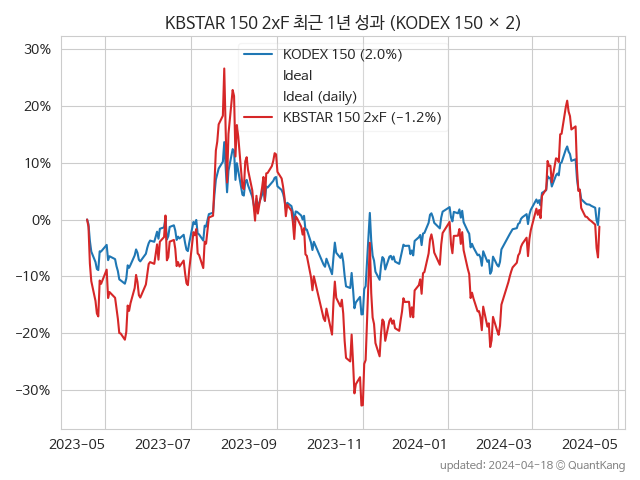 KBSTAR 150 2xF 최근 1년 성과 (KODEX 150 × 2)
KODEX 150 (2.0%)
Ideal
Ideal (daily)
KBSTAR 150 2xF (−1.2%)
30%
20%
10%
0%
−10%
−20%
−30%
2023-05 2023-07 2023-09 2023-11 2024-01 2024-03 2024-05
updated: 2024-04-18 © QuantKang